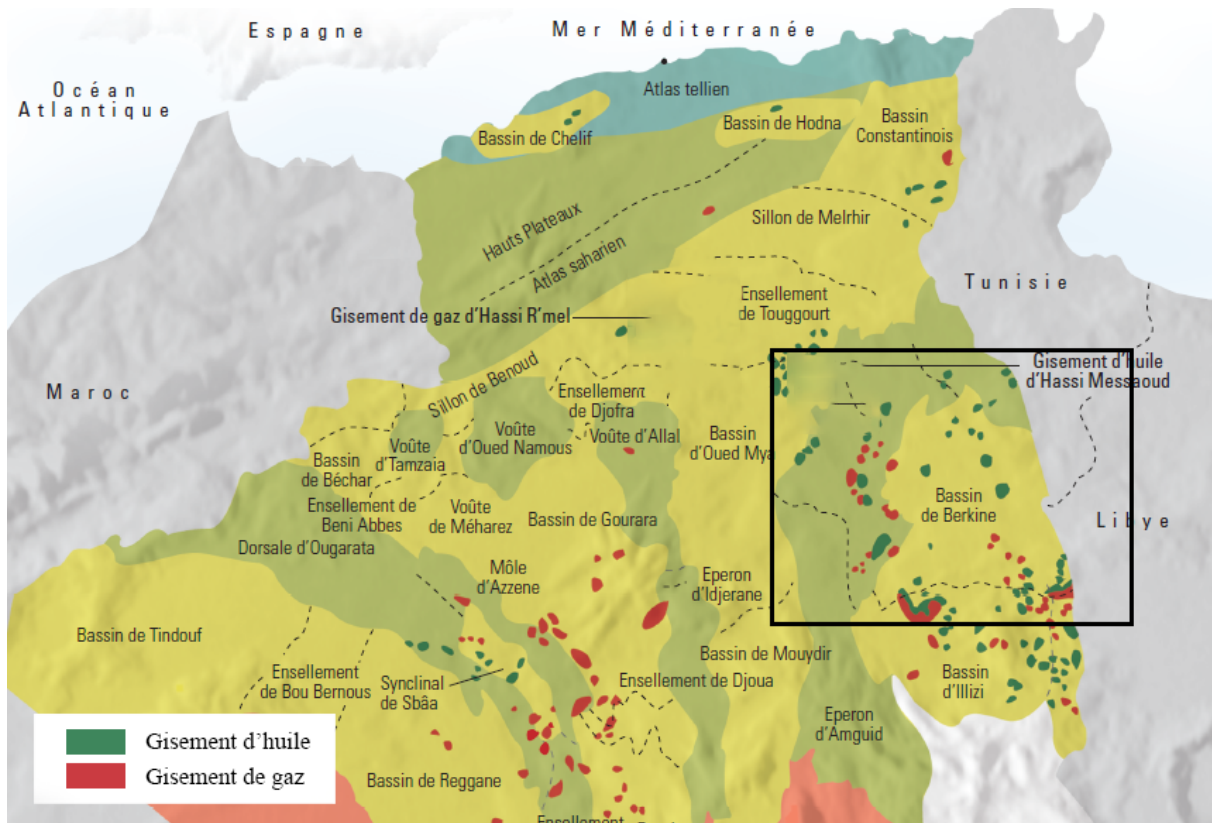 Espagne
Mer Méditerranée
Océan
Atlantique
Atlas tellien
Bassin de Chelif
Bassin de Hodna
Bassin
Constantinois
Hauts Plateaux
Atlas saharien
Sillon de Melrhir
Tunisie
Ensellement
de Touggourt
Gisement de gaz d'Hassi R'mel
Gisement d'huile
d'Hassi Messaoud
Maroc
Sillon de Benoud
Ensellement
de Djofra
Voûte
d'Oued Namous
Voûte d'Allal
Bassin
d'Oued Mya
Voûte
d'Tamzaia
Bassin
de Béchar
Ensellement de
Beni Abbes
Voûte
de Méharez
Bassin de Gourara
Bassin
de Berkine
Libye
Dorsale d'Ougarata
Môle
d'Azzene
Eperon
d'Idjerane
Bassin de Tindouf
Bassin de Mouydir
Ensellement
de Bou Bernous
Synclinal
de Sbâa
Ensellement de Djoua
Bassin
d'Illizi
Eperon
d'Amguid
Gisement d'huile
Gisement de gaz
Bassin de Reggane
Ensellement